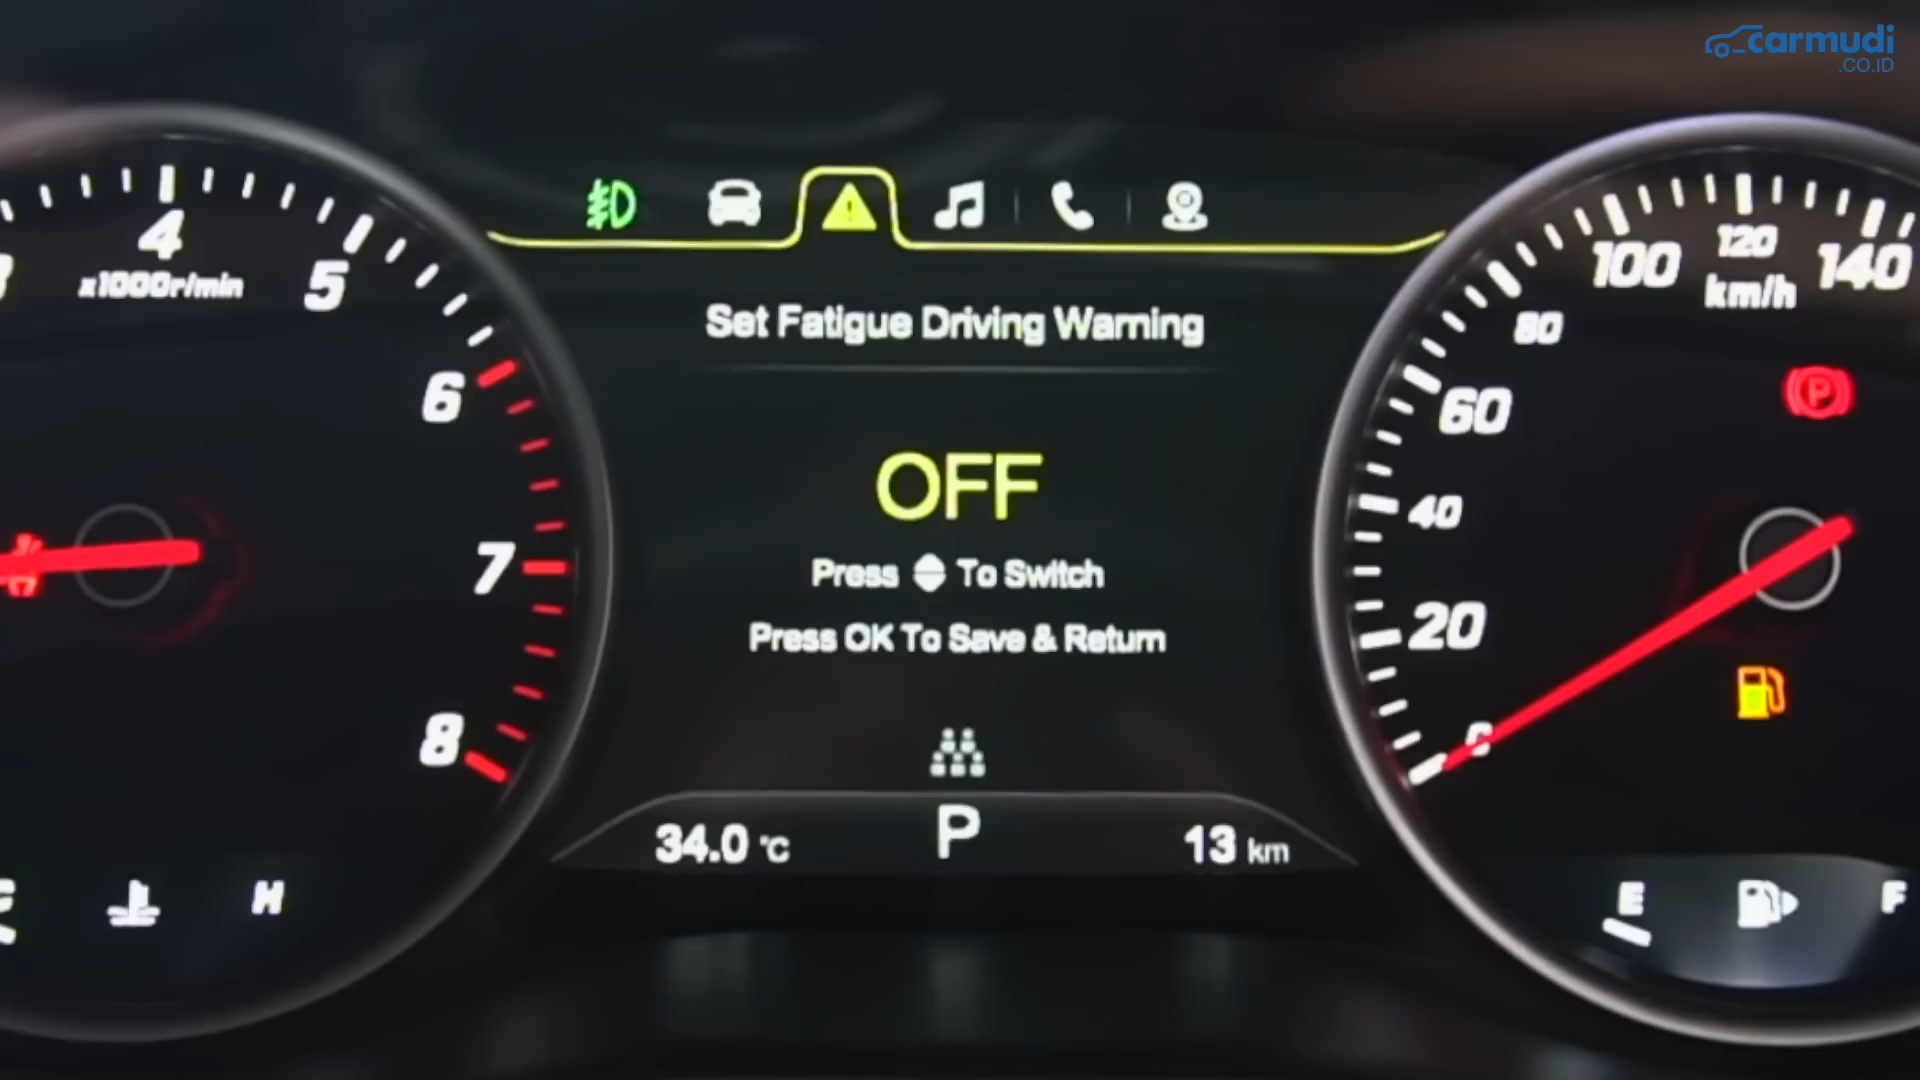 carmudi
.CO.ID
4
x1000r/min
5
6
7
8
H
Set Fatigue Driving Warning
OFF
Press To Switch
Press OK To Save & Return
P
34.0 °C
13 km
0
20
40
60
80
100
120
140
km/h
P
E
F